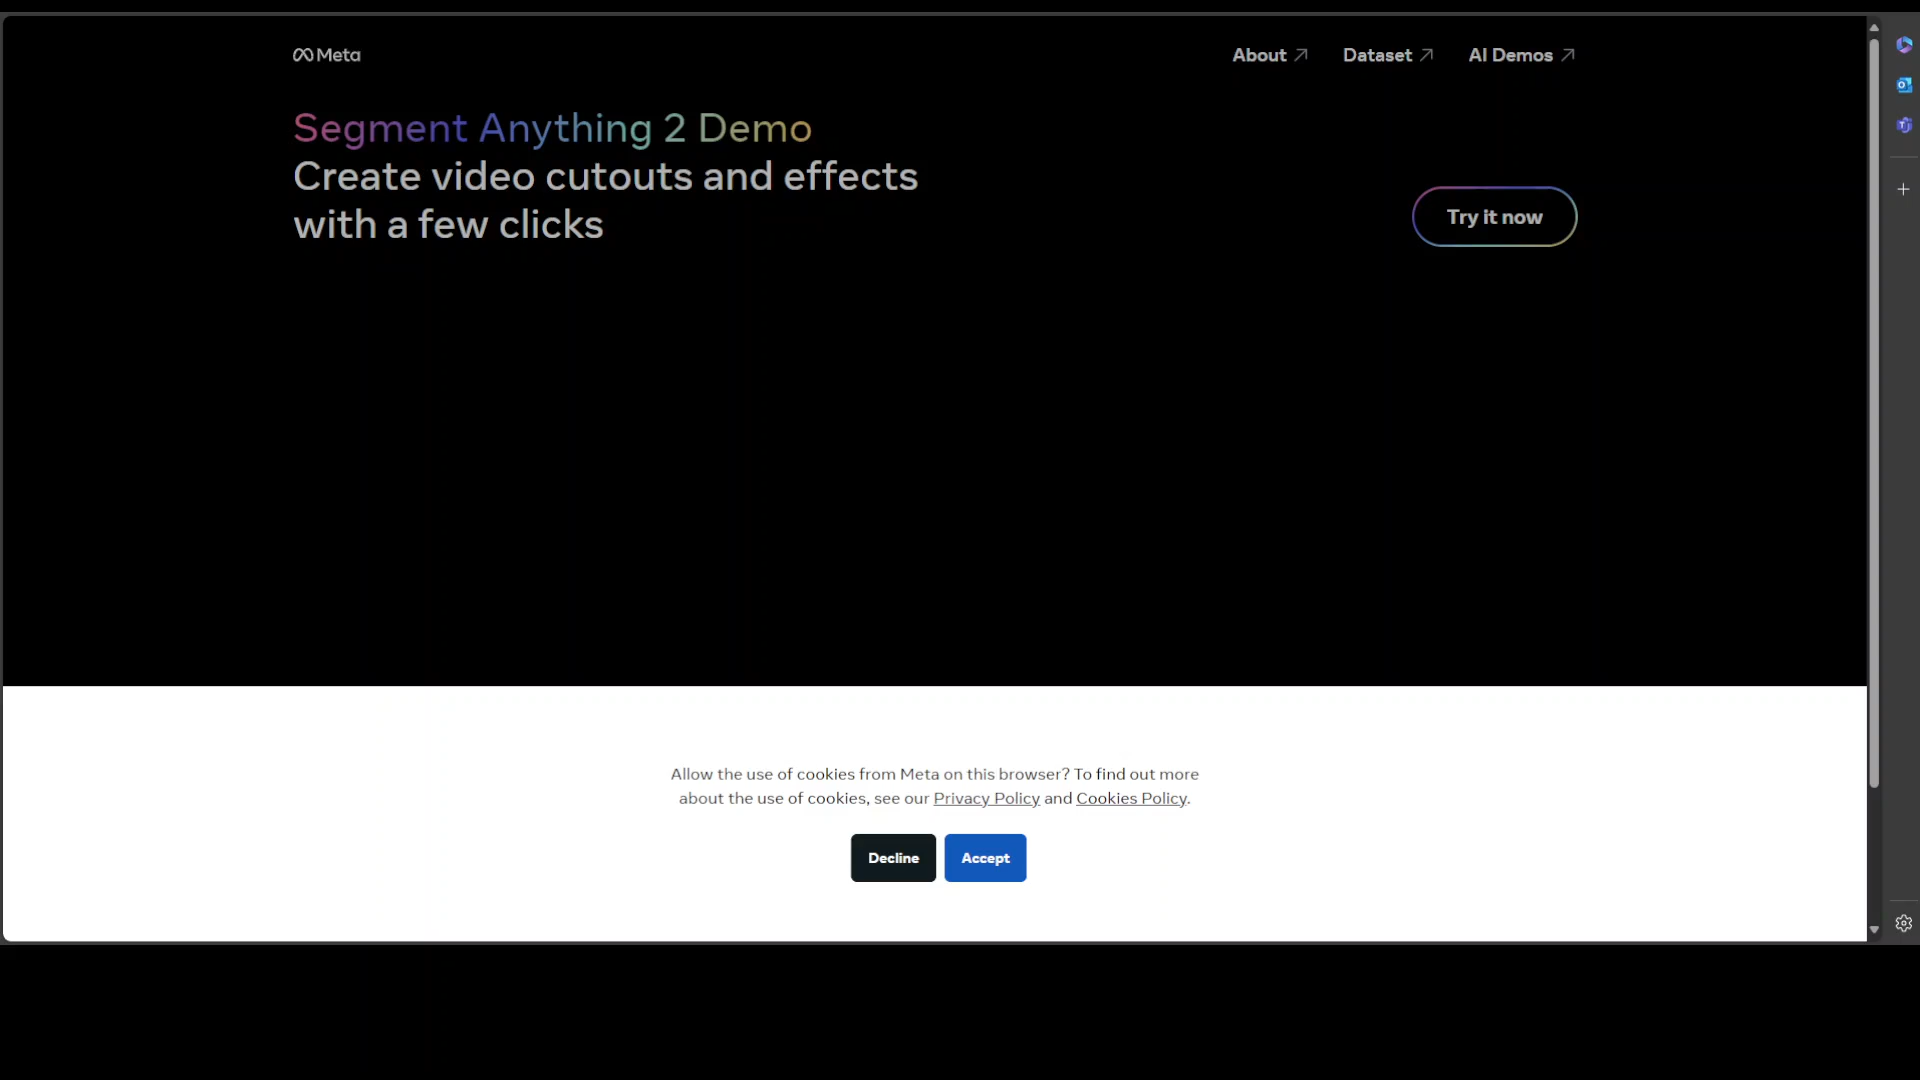 Meta
About
Dataset
AI Demos
Segment Anything 2 Demo
Create video cutouts and effects
with a few clicks
Try it now
Allow the use of cookies from Meta on this browser? To find out more
about the use of cookies, see our Privacy Policy and Cookies Policy.
Decline
Accept